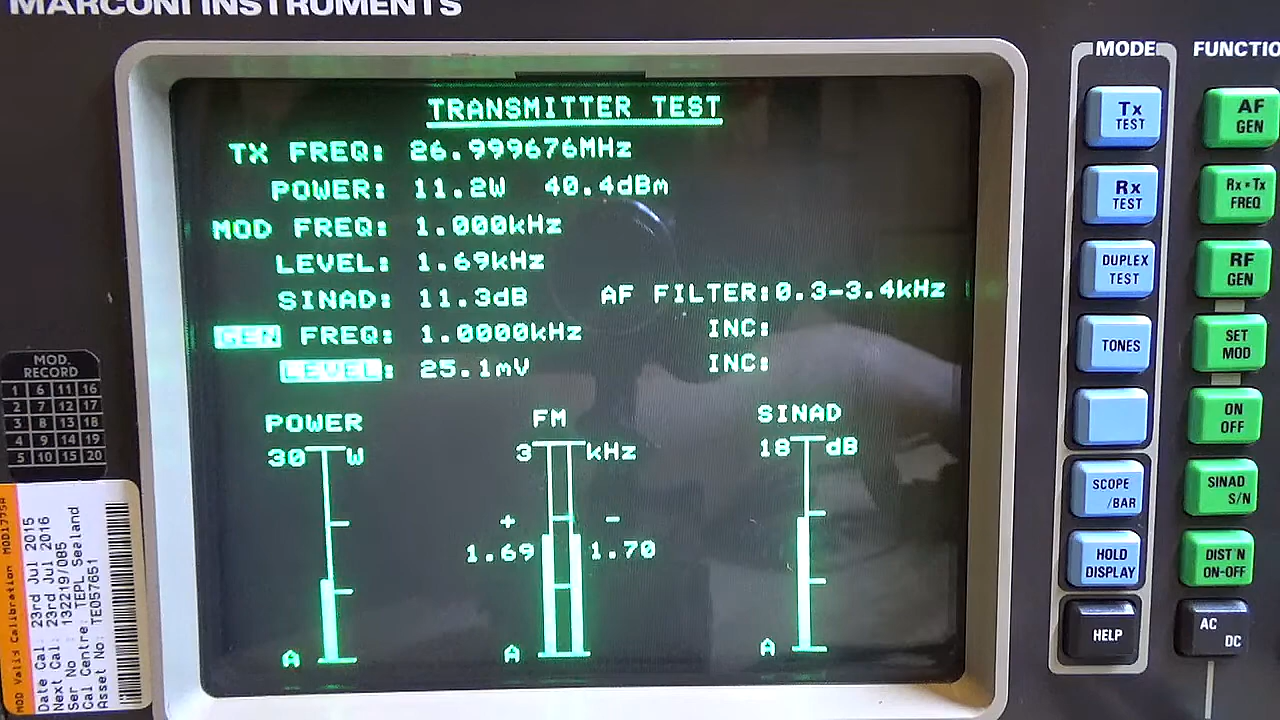 MARCONI INSTRUMENTS
TRANSMITTER TEST
TX FREQ: 26.999676MHz
POWER: 11.2W 40.4dBm
MOD FREQ: 1.000kHz
LEVEL: 1.69kHz
SINAD: 11.3dB AF FILTER:0.3-3.4kHz
GEN FREQ: 1.0000kHz INC:
LEVEL: 25.1mV INC:
POWER FM SINAD
30 W 3 kHz 18 dB
+ -
1.69 1.70
A A A
MODE
Tx
TEST
Rx
TEST
DUPLEX
TEST
TONES
SCOPE
/BAR
HOLD
DISPLAY
HELP
FUNCTIO
AF
GEN
Rx=Tx
FREQ
RF
GEN
SET
MOD
ON
OFF
SINAD
S/N
DIST'N
ON-OFF
AC
DC
MOD.
RECORD
1 6 11 16
2 7 12 17
3 8 13 18
4 9 14 19
5 10 15 20
MOD Valid Calibration MOD1775A
Date Cal: 23rd Jul 2015
Next Cal: 23rd Jul 2016
Ser No : 132219/085
Cal Centre: TEPL Sealand
Asset No: TE057651